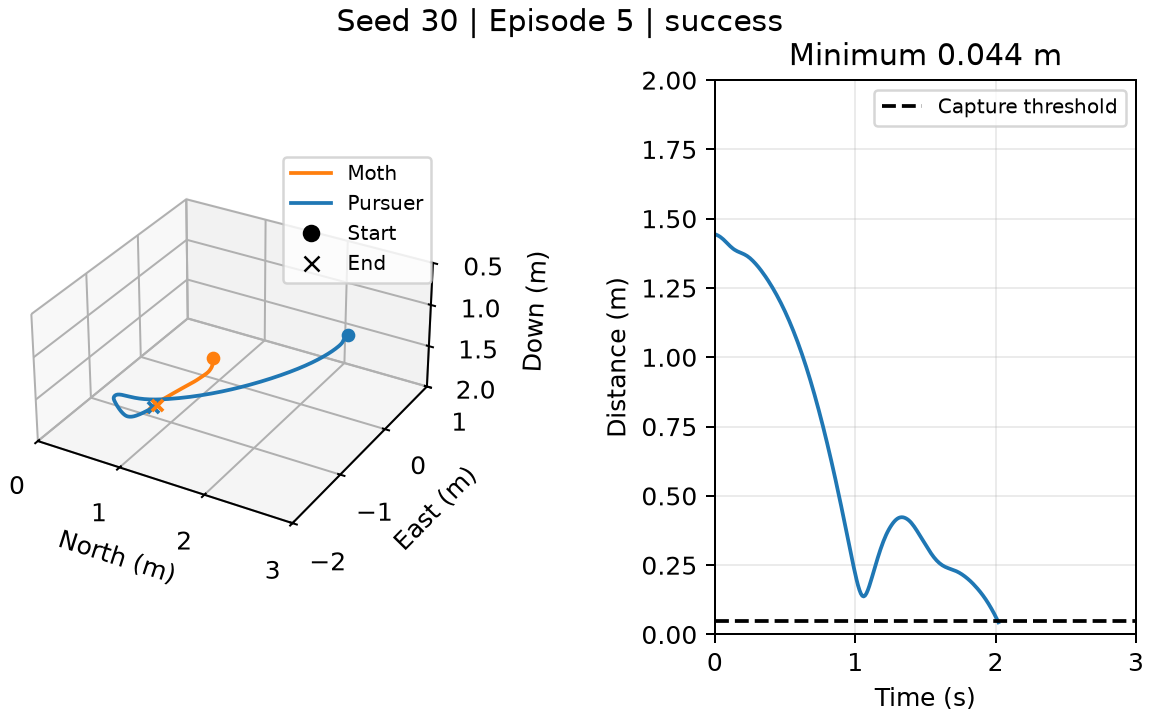 Seed 30 | Episode 5 | success
Moth
Pursuer
Start
End
0.5
1.0
1.5
2.0
Down (m)
1
0
−1
−2
East (m)
0
1
2
3
North (m)
Minimum 0.044 m
Capture threshold
2.00
1.75
1.50
1.25
1.00
0.75
0.50
0.25
0.00
Distance (m)
0
1
2
3
Time (s)